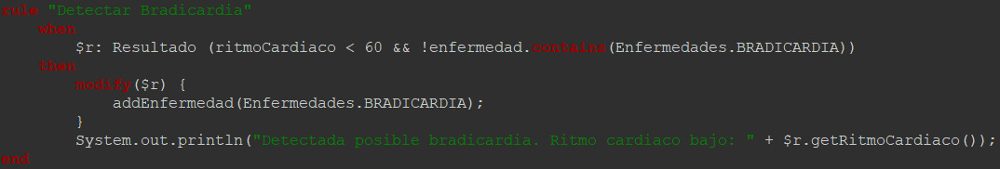 rule "Detectar Bradicardia"
    when
        $r: Resultado (ritmoCardiaco < 60 && !enfermedad.contains(Enfermedades.BRADICARDIA))
    then
        modify($r) {
            addEnfermedad(Enfermedades.BRADICARDIA);
        }
        System.out.println("Detectada posible bradicardia. Ritmo cardiaco bajo: " + $r.getRitmoCardiaco());
end